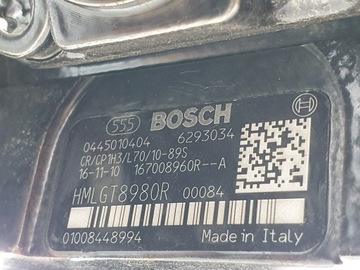 555 BOSCH
0445010404 6293034
CR/CP1H3/L70/10-89S
16-11-10 167008960R--A
HMLGT8980R 00084
01008448994 Made in Italy